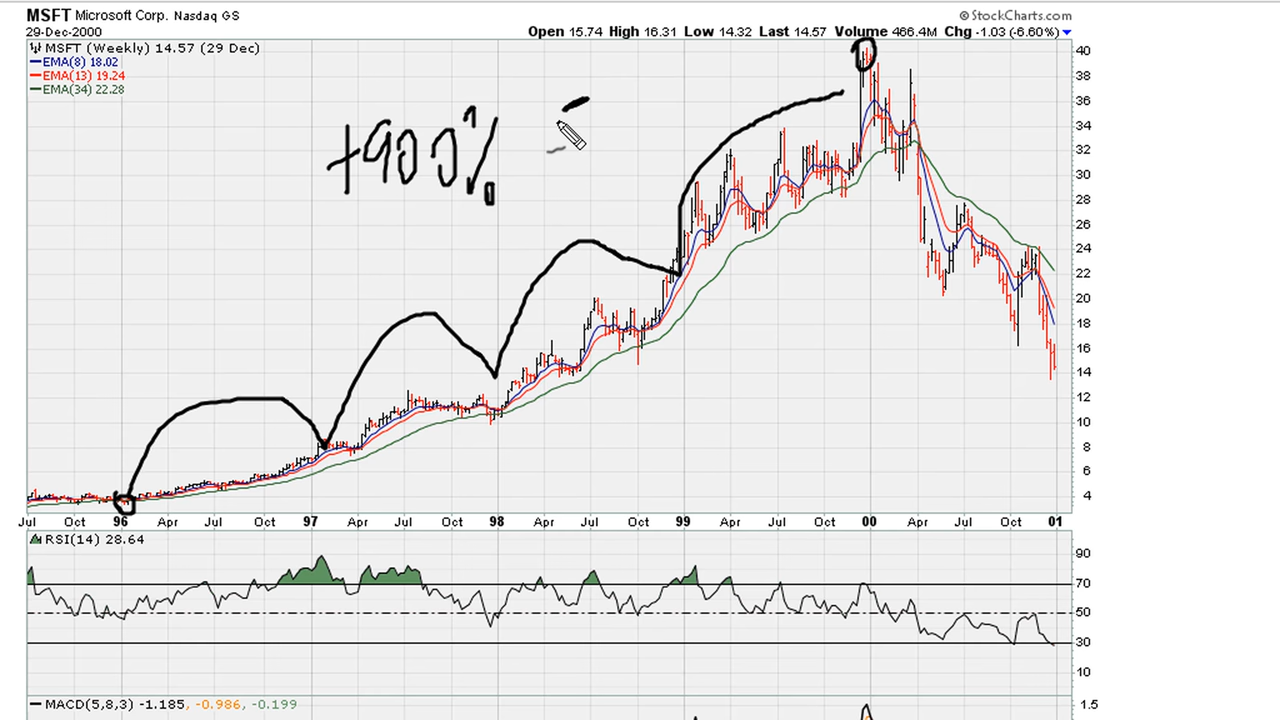 MSFT Microsoft Corp. Nasdaq GS
© StockCharts.com
29-Dec-2000
Open 15.74 High 16.31 Low 14.32 Last 14.57 Volume 466.4M Chg -1.03 (-6.60%)
MSFT (Weekly) 14.57 (29 Dec)
EMA(8) 18.02
EMA(13) 19.24
EMA(34) 22.28
+900%
40
38
36
34
32
30
28
26
24
22
20
18
16
14
12
10
8
6
4
Jul Oct 96 Apr Jul Oct 97 Apr Jul Oct 98 Apr Jul Oct 99 Apr Jul Oct 00 Apr Jul Oct 01
RSI(14) 28.64
90
70
50
30
10
MACD(5,8,3) -1.185, -0.986, -0.199
1.5